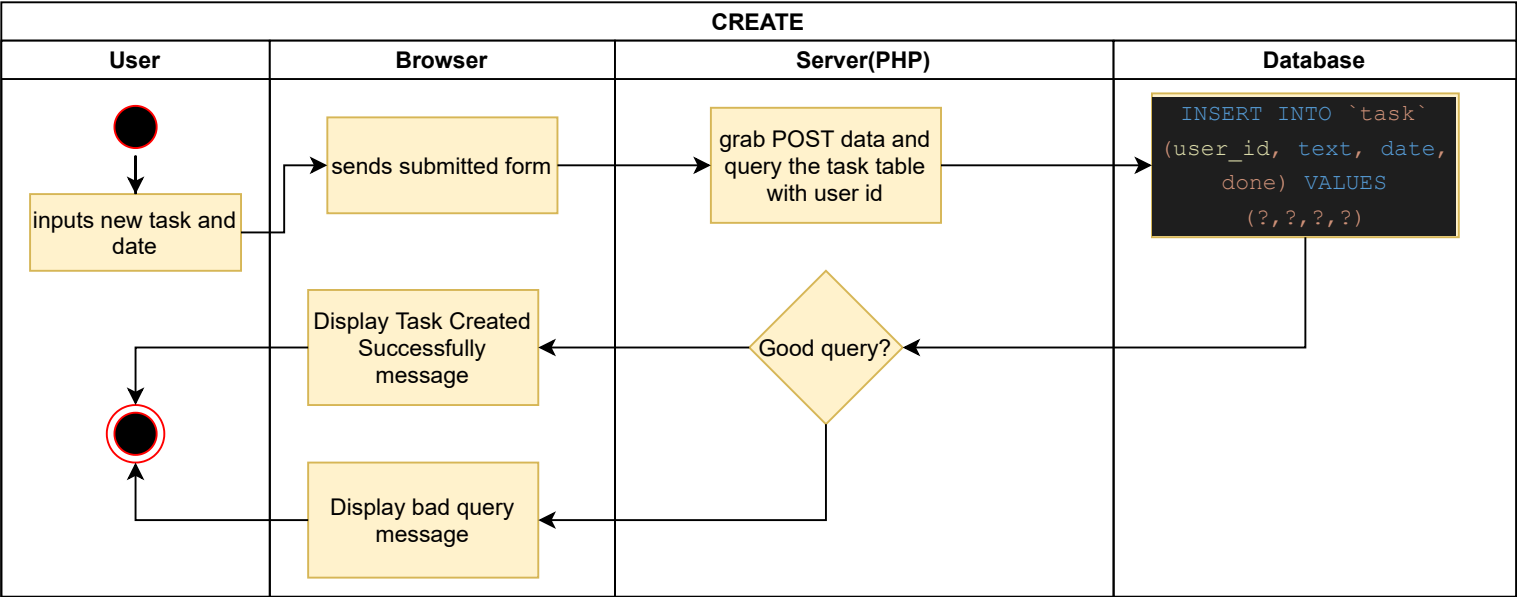 CREATE
User
Browser
Server(PHP)
Database
inputs new task and
date
sends submitted form
grab POST data and
query the task table
with user id
INSERT INTO `task`
(user_id, text, date,
done) VALUES
(?,?,?,?)
Good query?
Display Task Created
Successfully
message
Display bad query
message